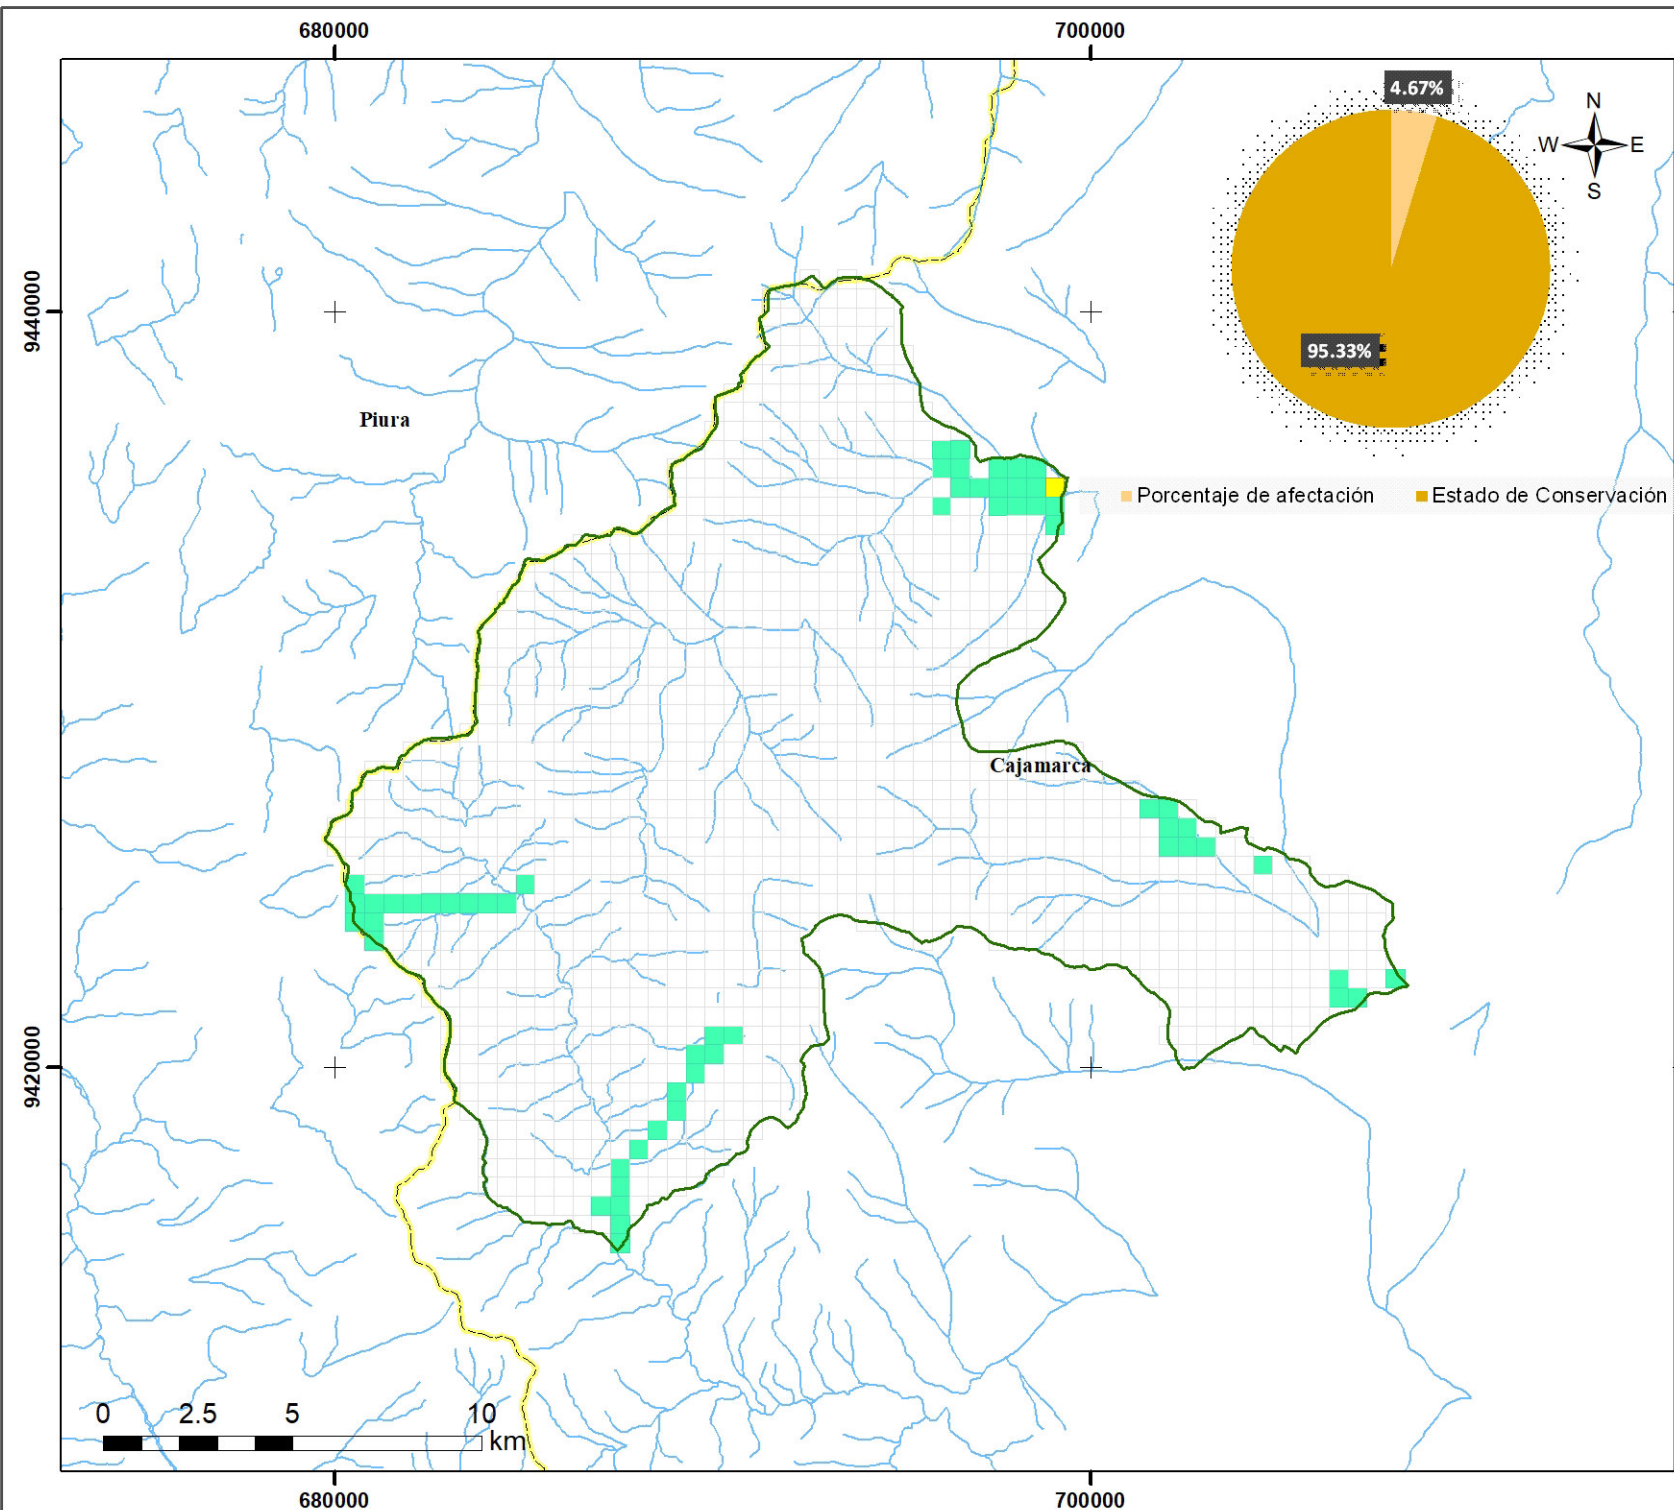 680000
700000
4.67%
N
W
E
S
9440000
95.33%
Piura
Porcentaje de afectación
Estado de Conservación
Cajamarca
9420000
0 2.5 5 10
km
680000
700000